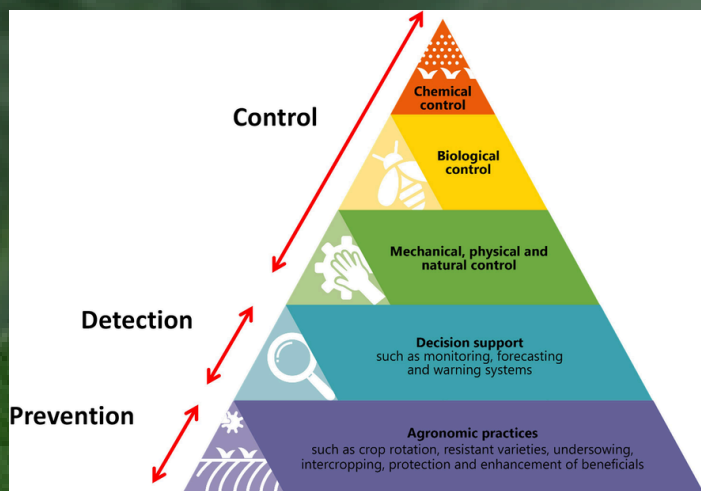 Chemical
control
Control
Biological
control
Mechanical, physical and
natural control
Detection
Decision support
such as monitoring, forecasting
and warning systems
Prevention
Agronomic practices
such as crop rotation, resistant varieties, undersowing,
intercropping, protection and enhancement of beneficials